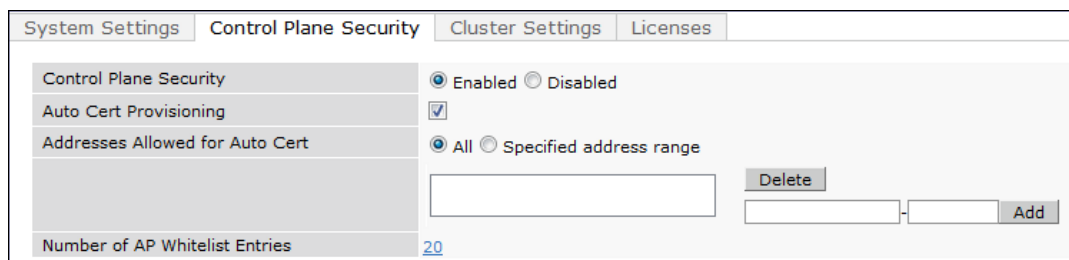 System Settings Control Plane Security Cluster Settings Licenses
Control Plane Security Enabled Disabled
Auto Cert Provisioning
Addresses Allowed for Auto Cert All Specified address range
Delete
- Add
Number of AP Whitelist Entries 20